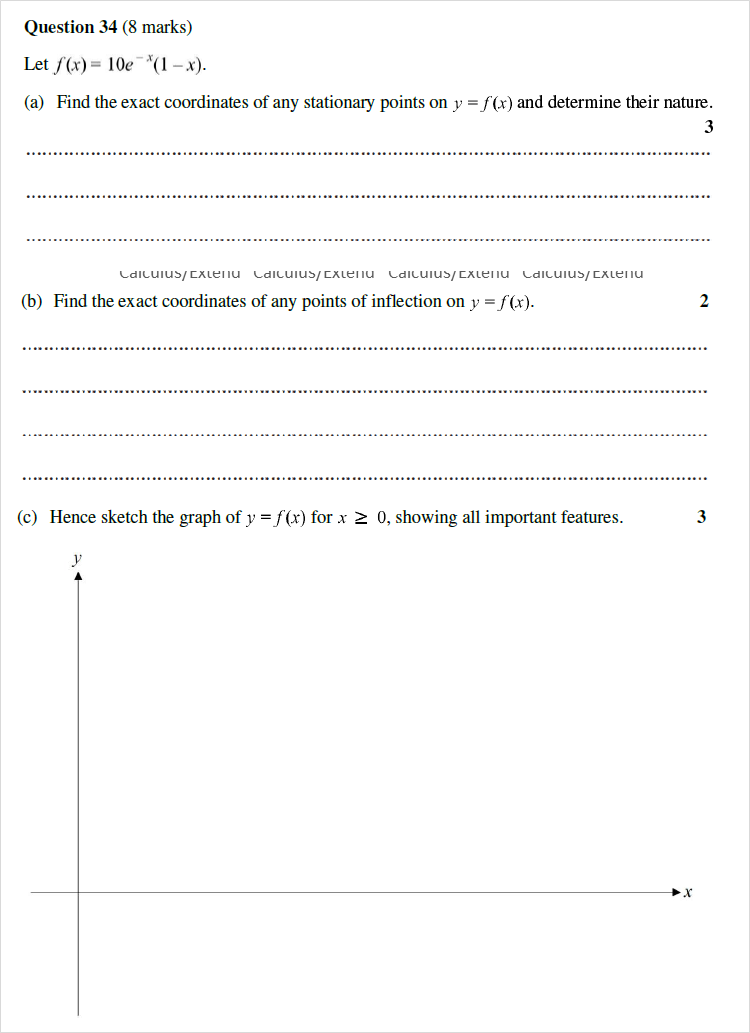 Question 34 (8 marks)
Let f(x) = 10e^{-x}(1 – x).
(a) Find the exact coordinates of any stationary points on y = f(x) and determine their nature.
3
Calculus/Extend Calculus/Extend Calculus/Extend Calculus/Extend
(b) Find the exact coordinates of any points of inflection on y = f(x). 2
(c) Hence sketch the graph of y = f(x) for x ≥ 0, showing all important features. 3
y
x